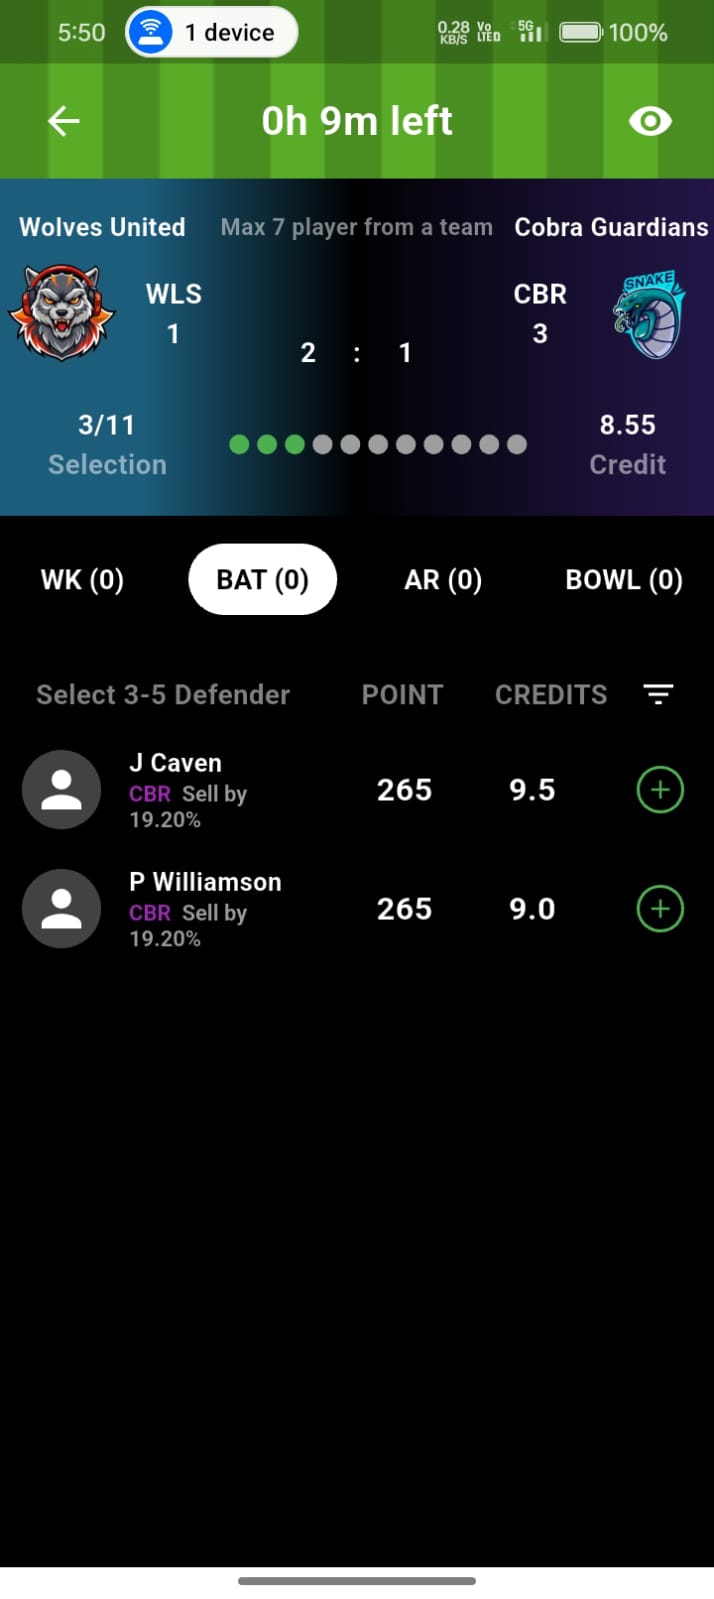 5:50 1 device 0.28 KB/S Vo LTED 5G 100%
0h 9m left
Wolves United Max 7 player from a team Cobra Guardians
WLS CBR SNAKE
1 3
2 : 1
3/11 8.55
Selection Credit
WK (0) BAT (0) AR (0) BOWL (0)
Select 3-5 Defender POINT CREDITS
J Caven
CBR Sell by 265 9.5
19.20%
P Williamson
CBR Sell by 265 9.0
19.20%